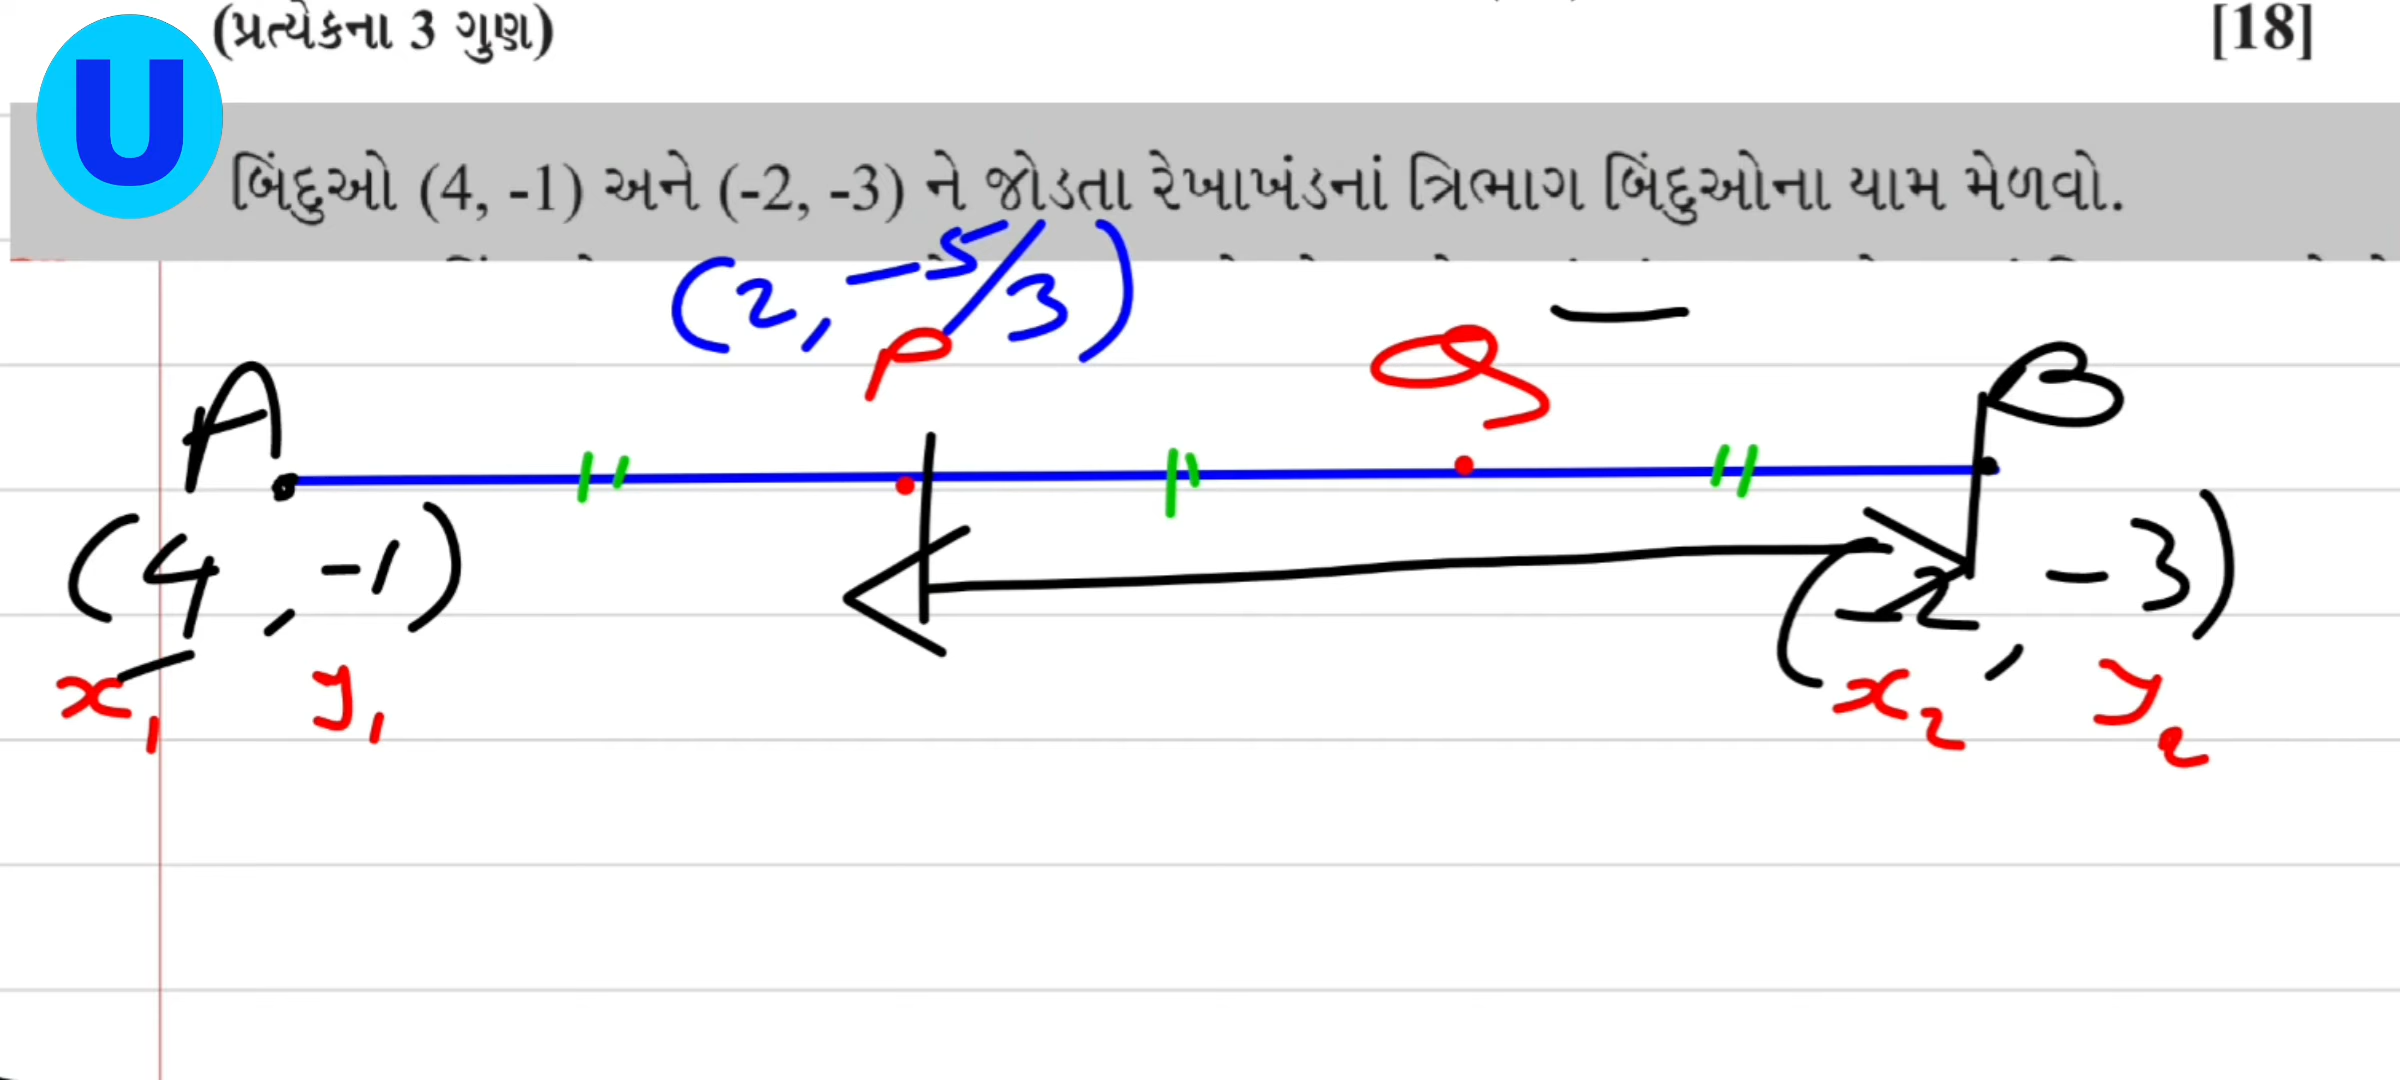 (પ્રત્યેકના 3 ગુણ) [18]
U
બિંદુઓ (4, -1) અને (-2, -3) ને જોડતા રેખાખંડનાં ત્રિભાગ બિંદુઓના યામ મેળવો.
(2, -5/3)
P Q
A B
(4, -1) (-2, -3)
x1 y1 x2 y2